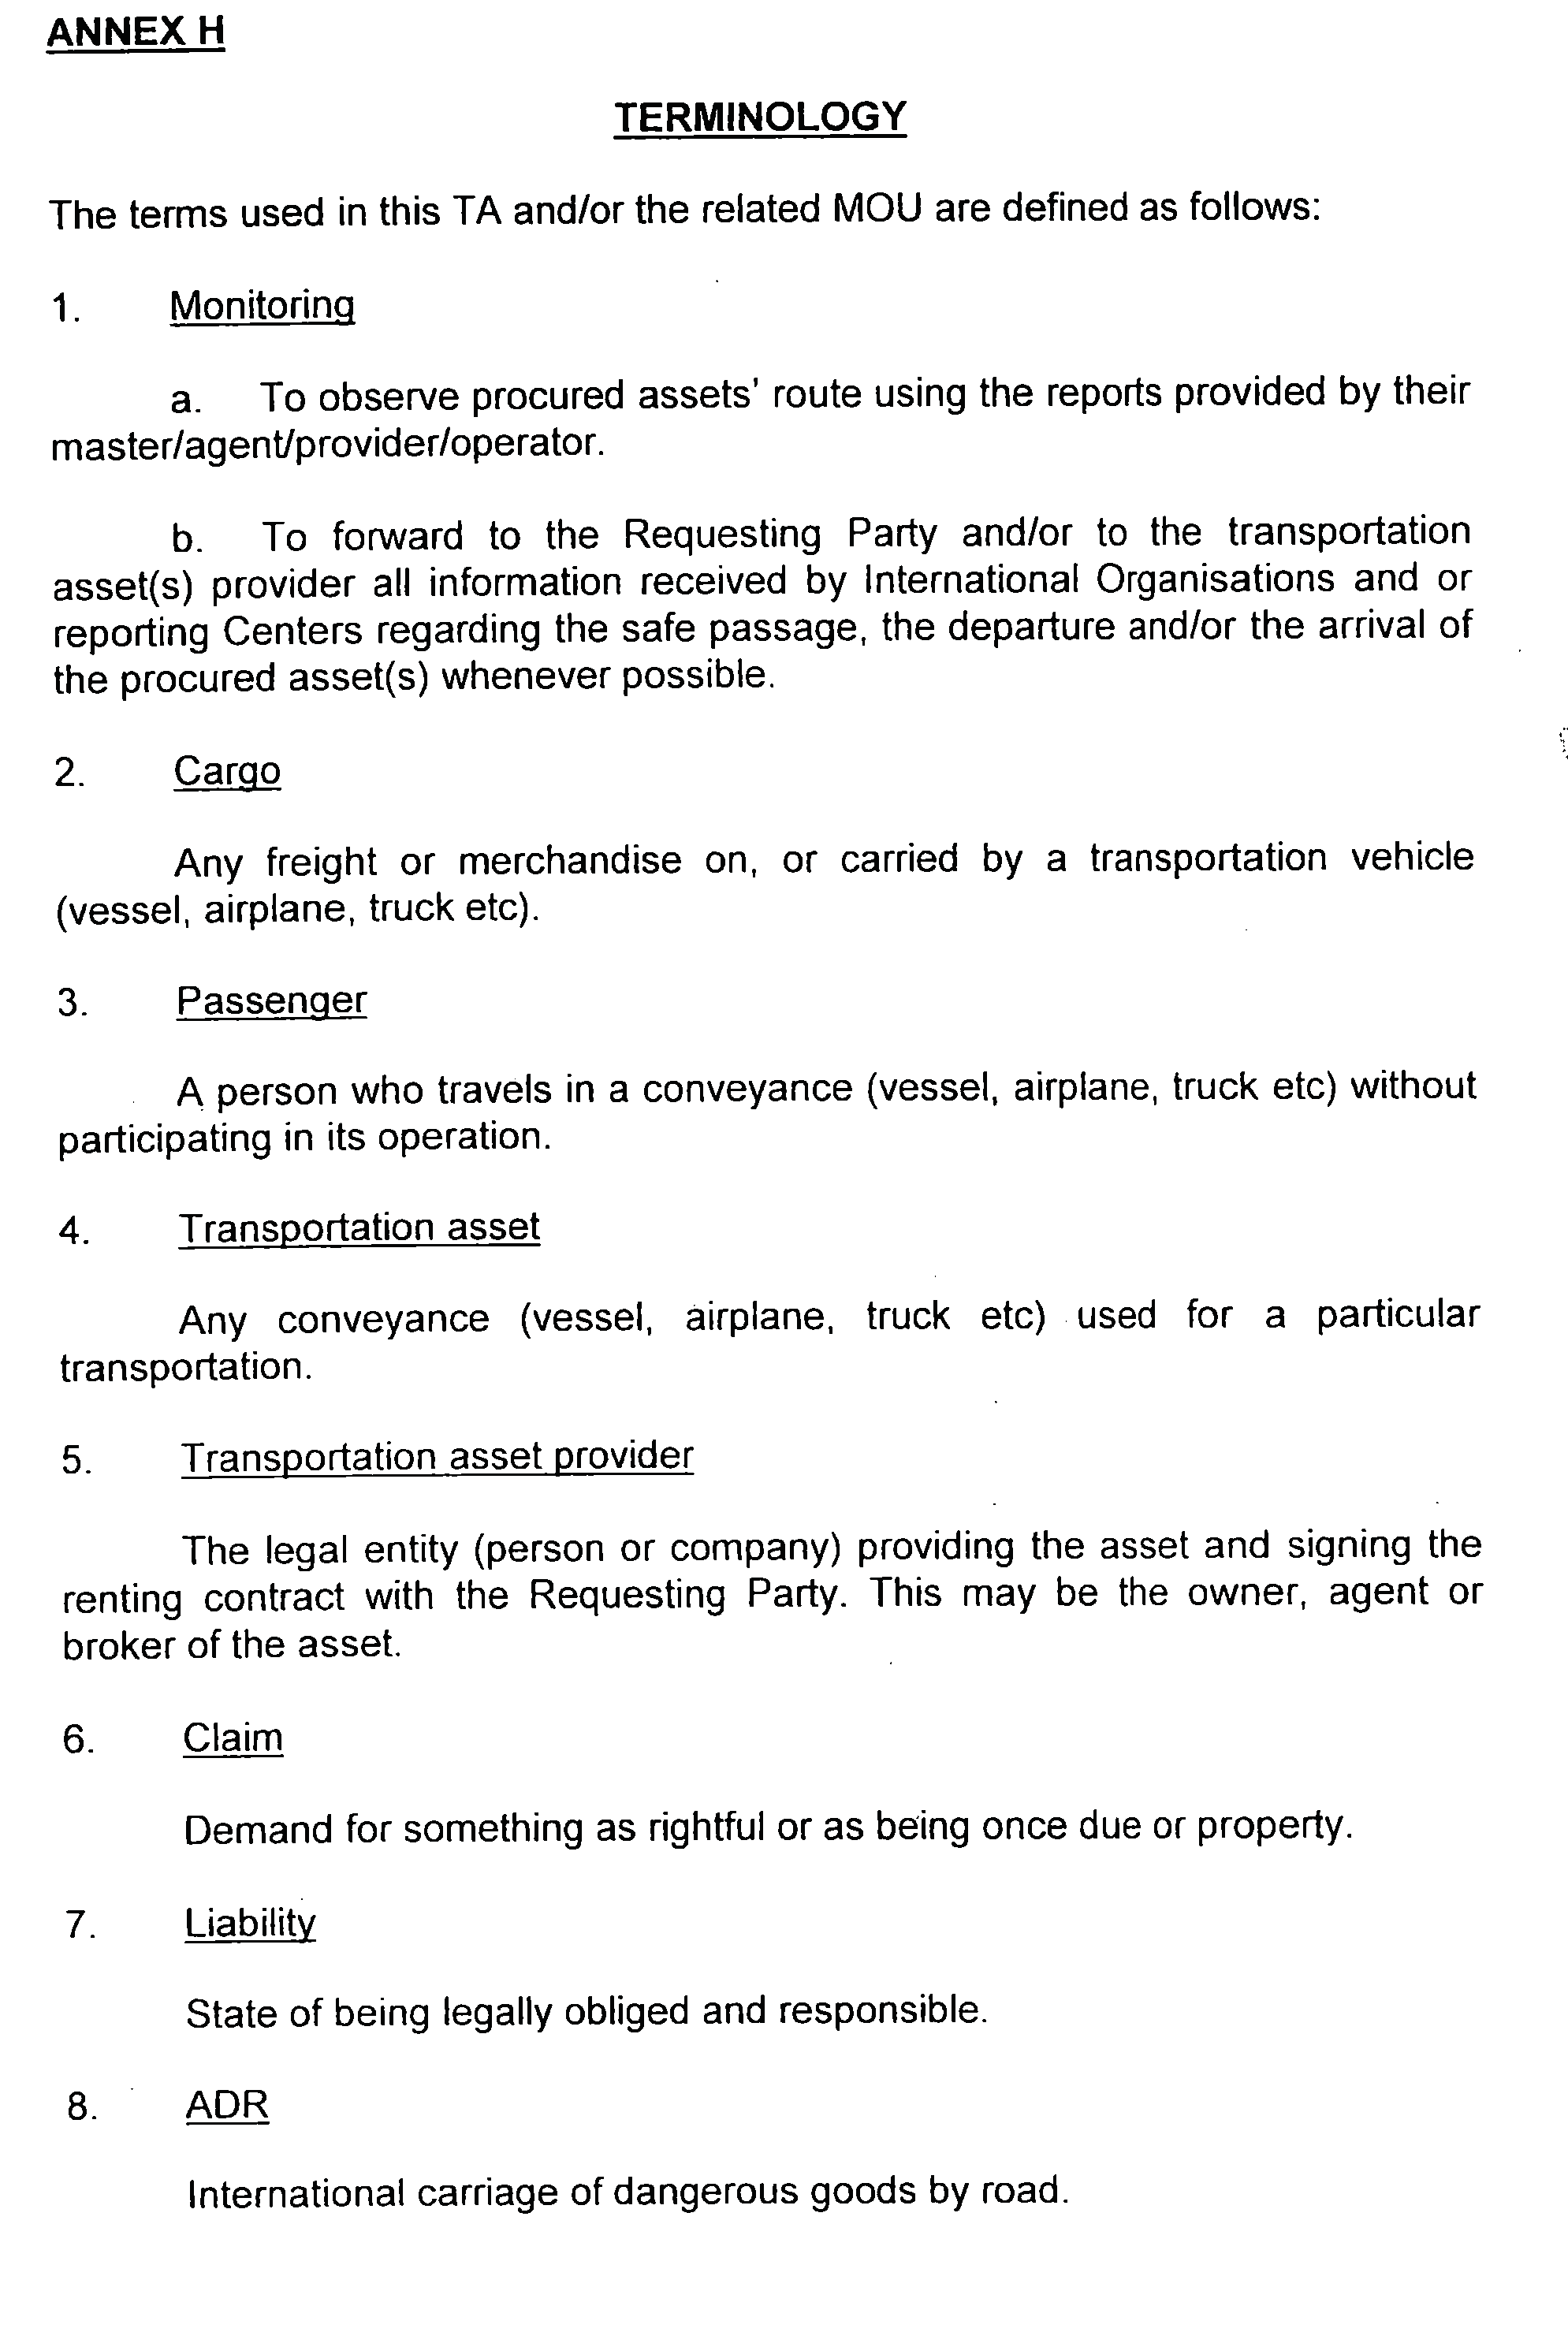 ANNEX H
TERMINOLOGY
The terms used in this TA and/or the related MOU are defined as follows:
1. Monitoring
a. To observe procured assets' route using the reports provided by their
master/agent/provider/operator.
b. To forward to the Requesting Party and/or to the transportation
asset(s) provider all information received by International Organisations and or
reporting Centers regarding the safe passage, the departure and/or the arrival of
the procured asset(s) whenever possible.
2. Cargo
Any freight or merchandise on, or carried by a transportation vehicle
(vessel, airplane, truck etc).
3. Passenger
A person who travels in a conveyance (vessel, airplane, truck etc) without
participating in its operation.
4. Transportation asset
Any conveyance (vessel, airplane, truck etc) used for a particular
transportation.
5. Transportation asset provider
The legal entity (person or company) providing the asset and signing the
renting contract with the Requesting Party. This may be the owner, agent or
broker of the asset.
6. Claim
Demand for something as rightful or as being once due or property.
7. Liability
State of being legally obliged and responsible.
8. ADR
International carriage of dangerous goods by road.